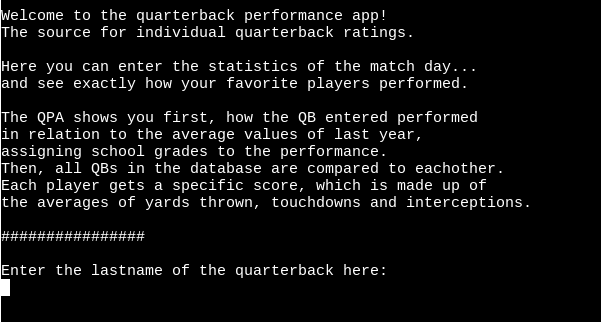 Welcome to the quarterback performance app!
The source for individual quarterback ratings.
Here you can enter the statistics of the match day...
and see exactly how your favorite players performed.
The QPA shows you first, how the QB entered performed
in relation to the average values of last year,
assigning school grades to the performance.
Then, all QBs in the database are compared to eachother.
Each player gets a specific score, which is made up of
the averages of yards thrown, touchdowns and interceptions.
################
Enter the lastname of the quarterback here: